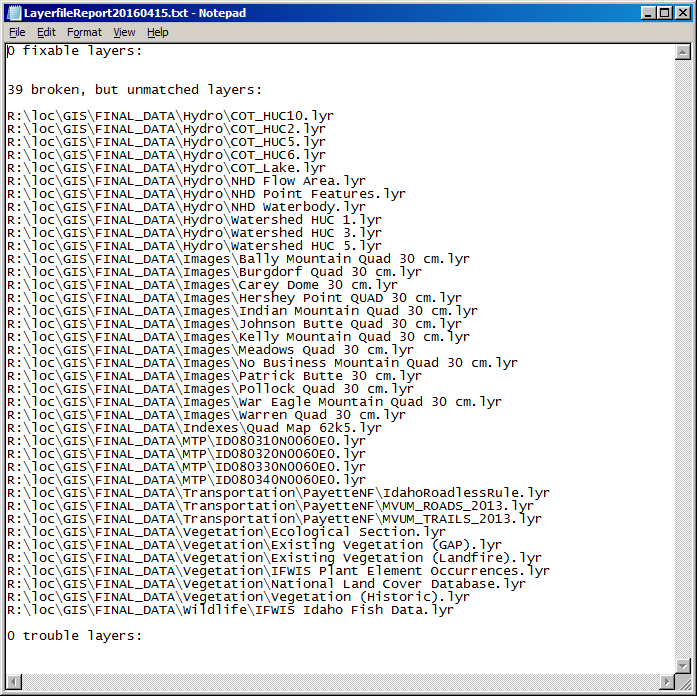 LayerfileReport20160415.txt - Notepad
File Edit Format View Help
0 fixable layers:
39 broken, but unmatched layers:
R:\loc\GIS\FINAL_DATA\Hydro\COT_HUC10.lyr
R:\loc\GIS\FINAL_DATA\Hydro\COT_HUC2.lyr
R:\loc\GIS\FINAL_DATA\Hydro\COT_HUC5.lyr
R:\loc\GIS\FINAL_DATA\Hydro\COT_HUC6.lyr
R:\loc\GIS\FINAL_DATA\Hydro\COT_Lake.lyr
R:\loc\GIS\FINAL_DATA\Hydro\NHD Flow Area.lyr
R:\loc\GIS\FINAL_DATA\Hydro\NHD Point Features.lyr
R:\loc\GIS\FINAL_DATA\Hydro\NHD Waterbody.lyr
R:\loc\GIS\FINAL_DATA\Hydro\Watershed HUC 1.lyr
R:\loc\GIS\FINAL_DATA\Hydro\Watershed HUC 3.lyr
R:\loc\GIS\FINAL_DATA\Hydro\Watershed HUC 5.lyr
R:\loc\GIS\FINAL_DATA\Images\Bally Mountain Quad 30 cm.lyr
R:\loc\GIS\FINAL_DATA\Images\Burgdorf Quad 30 cm.lyr
R:\loc\GIS\FINAL_DATA\Images\Carey Dome 30 cm.lyr
R:\loc\GIS\FINAL_DATA\Images\Hershey Point QUAD 30 cm.lyr
R:\loc\GIS\FINAL_DATA\Images\Indian Mountain Quad 30 cm.lyr
R:\loc\GIS\FINAL_DATA\Images\Johnson Butte Quad 30 cm.lyr
R:\loc\GIS\FINAL_DATA\Images\Kelly Mountain Quad 30 cm.lyr
R:\loc\GIS\FINAL_DATA\Images\Meadows Quad 30 cm.lyr
R:\loc\GIS\FINAL_DATA\Images\No Business Mountain Quad 30 cm.lyr
R:\loc\GIS\FINAL_DATA\Images\Patrick Butte 30 cm.lyr
R:\loc\GIS\FINAL_DATA\Images\Pollock Quad 30 cm.lyr
R:\loc\GIS\FINAL_DATA\Images\War Eagle Mountain Quad 30 cm.lyr
R:\loc\GIS\FINAL_DATA\Images\Warren Quad 30 cm.lyr
R:\loc\GIS\FINAL_DATA\Indexes\Quad Map 62k5.lyr
R:\loc\GIS\FINAL_DATA\MTP\ID080310N0060E0.lyr
R:\loc\GIS\FINAL_DATA\MTP\ID080320N0060E0.lyr
R:\loc\GIS\FINAL_DATA\MTP\ID080330N0060E0.lyr
R:\loc\GIS\FINAL_DATA\MTP\ID080340N0060E0.lyr
R:\loc\GIS\FINAL_DATA\Transportation\PayetteNF\IdahoRoadlessRule.lyr
R:\loc\GIS\FINAL_DATA\Transportation\PayetteNF\MVUM_ROADS_2013.lyr
R:\loc\GIS\FINAL_DATA\Transportation\PayetteNF\MVUM_TRAILS_2013.lyr
R:\loc\GIS\FINAL_DATA\Vegetation\Ecological Section.lyr
R:\loc\GIS\FINAL_DATA\Vegetation\Existing Vegetation (GAP).lyr
R:\loc\GIS\FINAL_DATA\Vegetation\Existing Vegetation (Landfire).lyr
R:\loc\GIS\FINAL_DATA\Vegetation\IFWIS Plant Element Occurrences.lyr
R:\loc\GIS\FINAL_DATA\Vegetation\National Land Cover Database.lyr
R:\loc\GIS\FINAL_DATA\Vegetation\Vegetation (Historic).lyr
R:\loc\GIS\FINAL_DATA\Wildlife\IFWIS Idaho Fish Data.lyr
0 trouble layers: